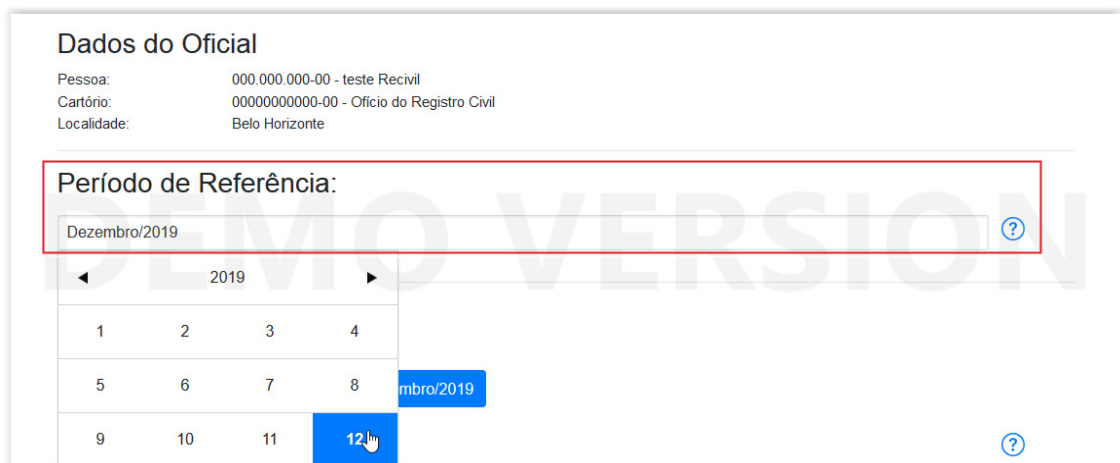 Dados do Oficial
Pessoa: 000.000.000-00 - teste Recivil
Cartório: 00000000000-00 - Ofício do Registro Civil
Localidade: Belo Horizonte
Período de Referência:
DEMO VERSION
Dezembro/2019
2019
1 2 3 4
5 6 7 8
mbro/2019
9 10 11 12